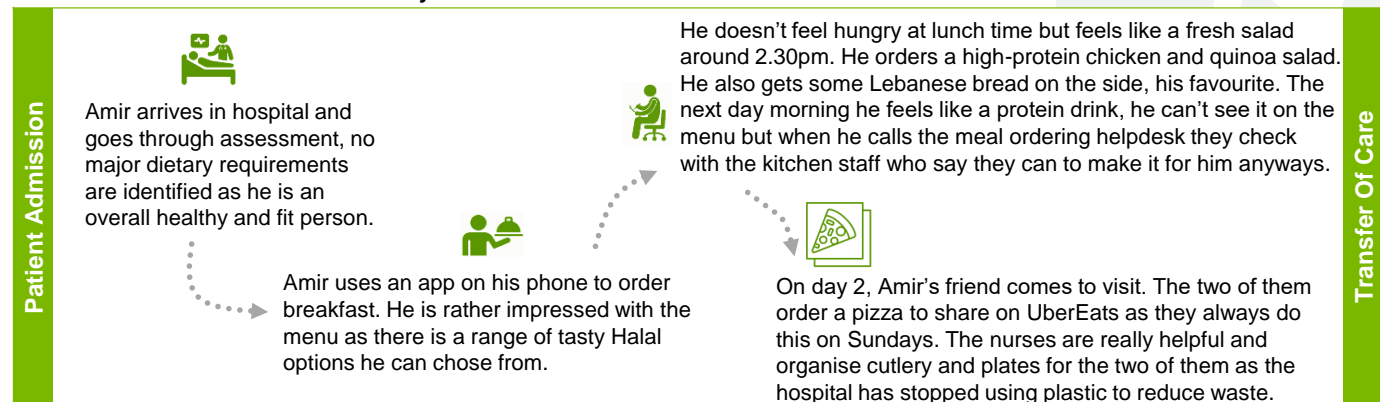 Patient Admission
Amir arrives in hospital and
goes through assessment, no
major dietary requirements
are identified as he is an
overall healthy and fit person.
Amir uses an app on his phone to order
breakfast. He is rather impressed with the
menu as there is a range of tasty Halal
options he can chose from.
He doesn’t feel hungry at lunch time but feels like a fresh salad
around 2.30pm. He orders a high-protein chicken and quinoa salad.
He also gets some Lebanese bread on the side, his favourite. The
next day morning he feels like a protein drink, he can’t see it on the
menu but when he calls the meal ordering helpdesk they check
with the kitchen staff who say they can to make it for him anyways.
On day 2, Amir’s friend comes to visit. The two of them
order a pizza to share on UberEats as they always do
this on Sundays. The nurses are really helpful and
organise cutlery and plates for the two of them as the
hospital has stopped using plastic to reduce waste.
Transfer Of Care